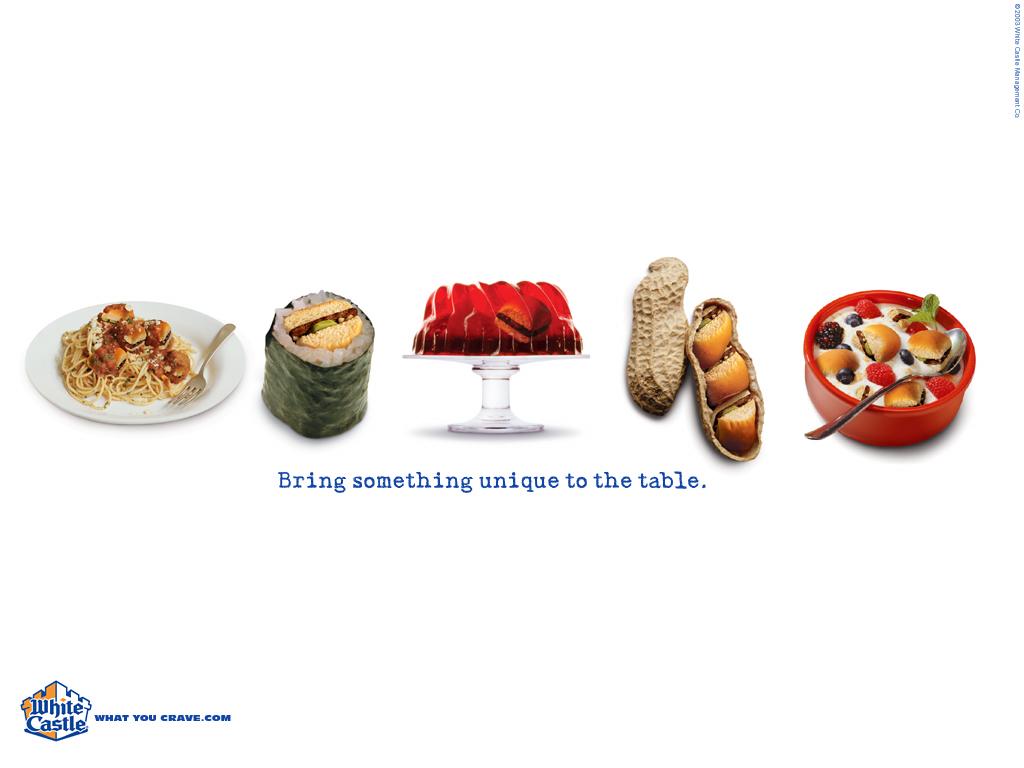 © 2003 White Castle Management Co
Bring something unique to the table.
White
Castle
WHAT YOU CRAVE.COM